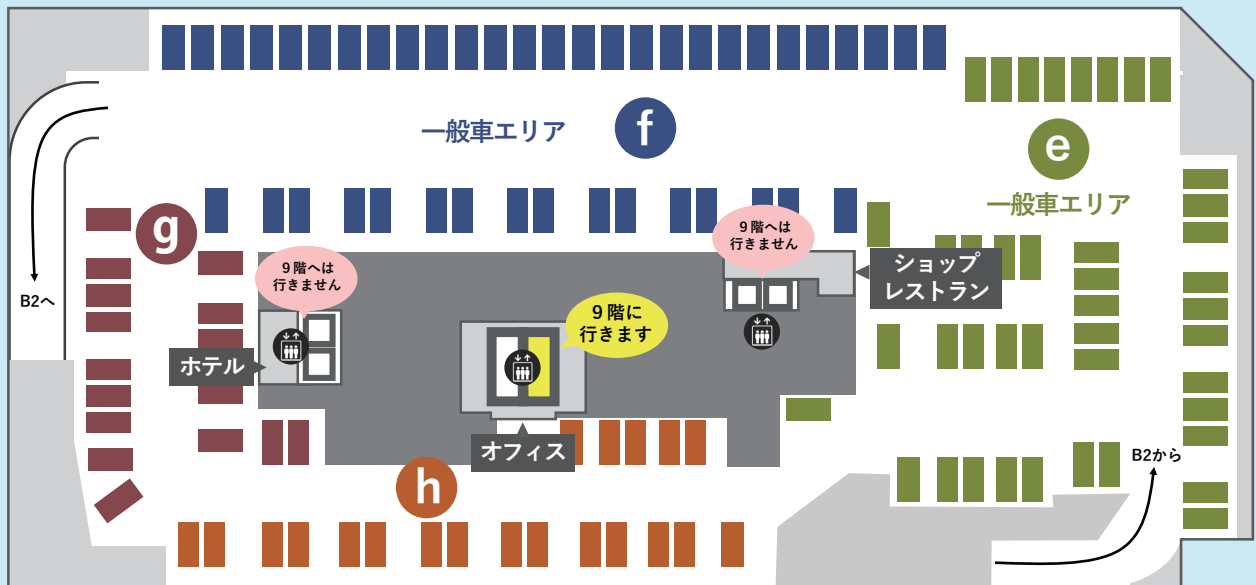 一般車エリア
f
e
一般車エリア
g
9階へは
行きません
9階へは
行きません
ショップ
レストラン
B2へ
9階に
行きます
ホテル
オフィス
B2から
h